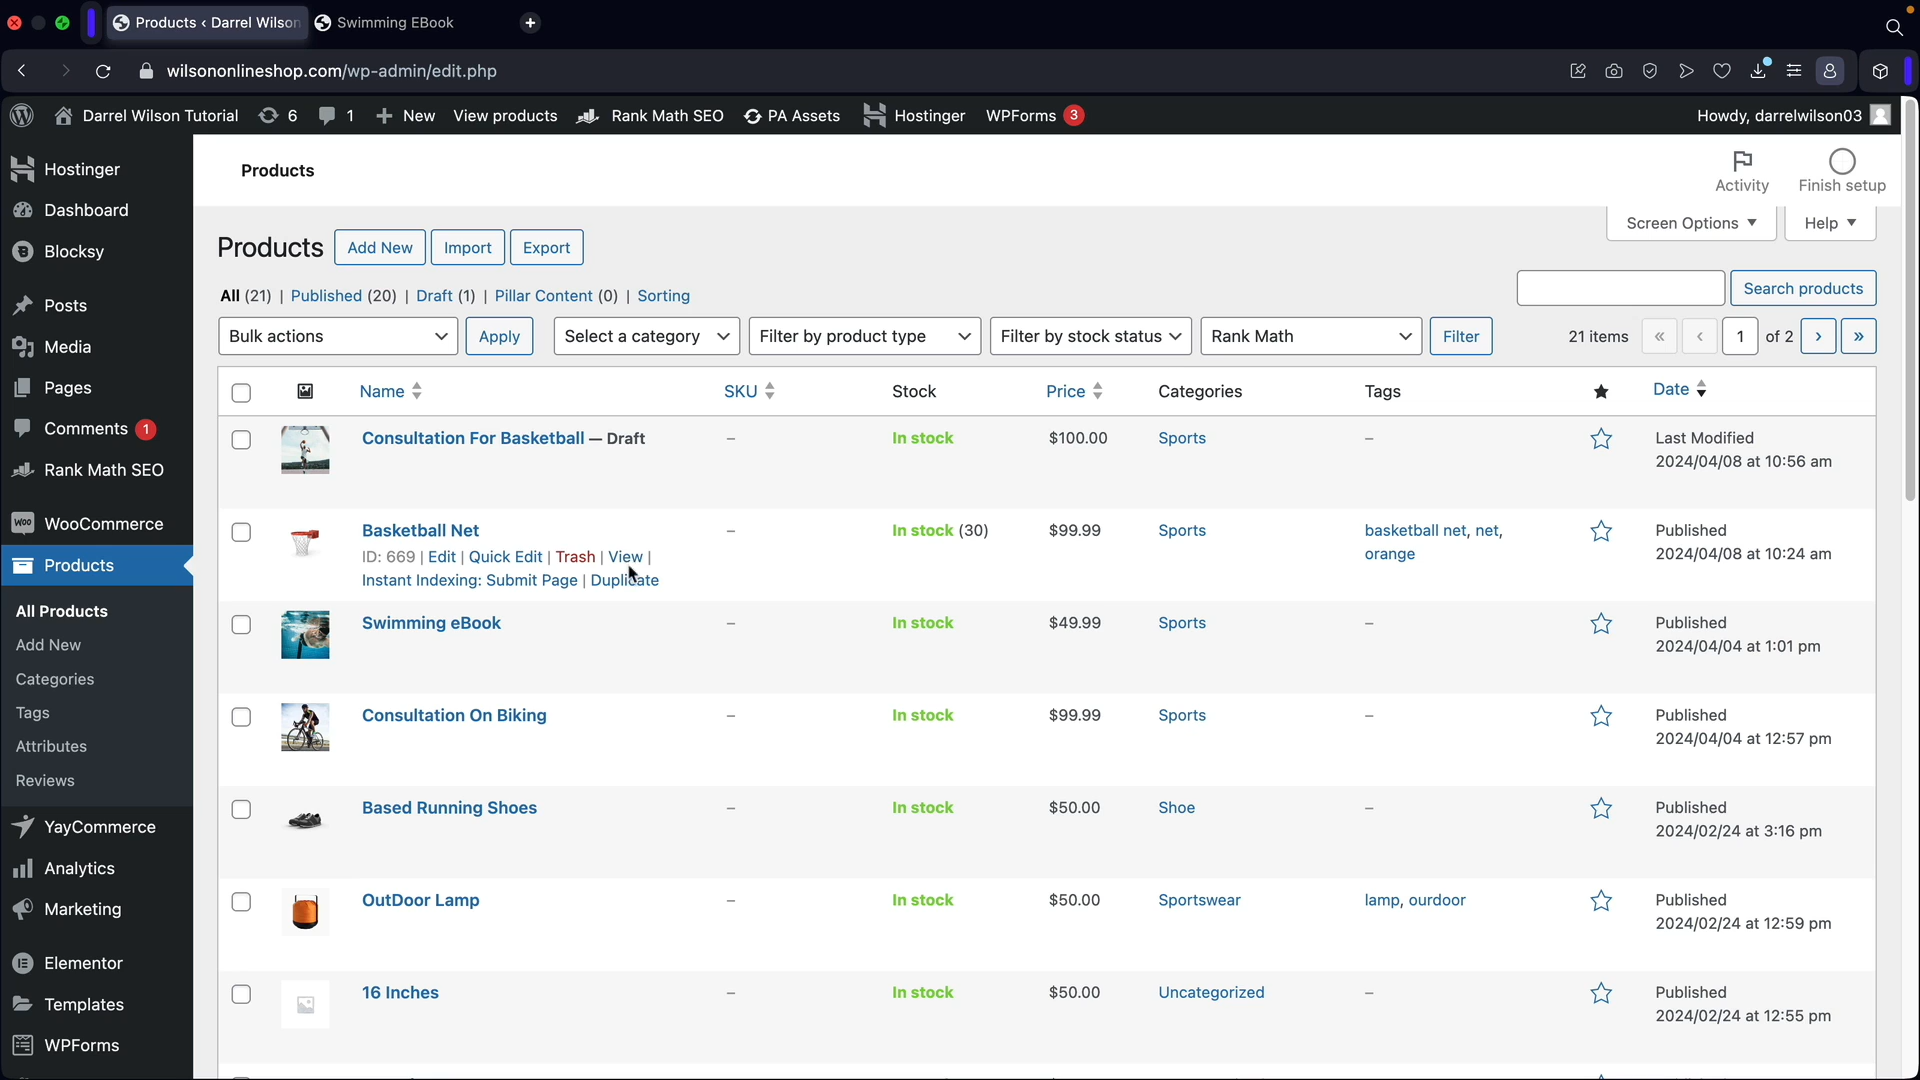 Products < Darrel Wilson
Swimming EBook
wilsononlineshop.com/wp-admin/edit.php
Darrel Wilson Tutorial 6 1 New View products Rank Math SEO PA Assets Hostinger WPForms 3 Howdy, darrelwilson03
Hostinger
Dashboard
Blocksy
Posts
Media
Pages
Comments 1
Rank Math SEO
WooCommerce
Products
All Products
Add New
Categories
Tags
Attributes
Reviews
YayCommerce
Analytics
Marketing
Elementor
Templates
WPForms
Products
Activity
Finish setup
Screen Options
Help
Products Add New Import Export
All (21) | Published (20) | Draft (1) | Pillar Content (0) | Sorting
Search products
Bulk actions Apply Select a category Filter by product type Filter by stock status Rank Math Filter 21 items « ‹ 1 of 2 › »
Name SKU Stock Price Categories Tags Date
Consultation For Basketball — Draft – In stock $100.00 Sports – Last Modified
2024/04/08 at 10:56 am
Basketball Net – In stock (30) $99.99 Sports basketball net, net, Published
ID: 669 | Edit | Quick Edit | Trash | View | orange 2024/04/08 at 10:24 am
Instant Indexing: Submit Page | Duplicate
Swimming eBook – In stock $49.99 Sports – Published
2024/04/04 at 1:01 pm
Consultation On Biking – In stock $99.99 Sports – Published
2024/04/04 at 12:57 pm
Based Running Shoes – In stock $50.00 Shoe – Published
2024/02/24 at 3:16 pm
OutDoor Lamp – In stock $50.00 Sportswear lamp, ourdoor Published
2024/02/24 at 12:59 pm
16 Inches – In stock $50.00 Uncategorized – Published
2024/02/24 at 12:55 pm